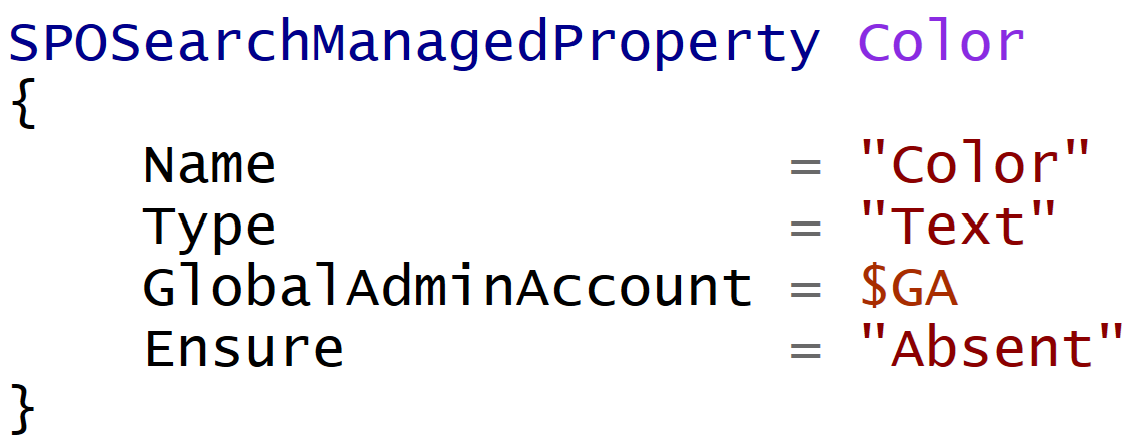 SPOSearchManagedProperty Color
{
    Name               = "Color"
    Type               = "Text"
    GlobalAdminAccount = $GA
    Ensure             = "Absent"
}